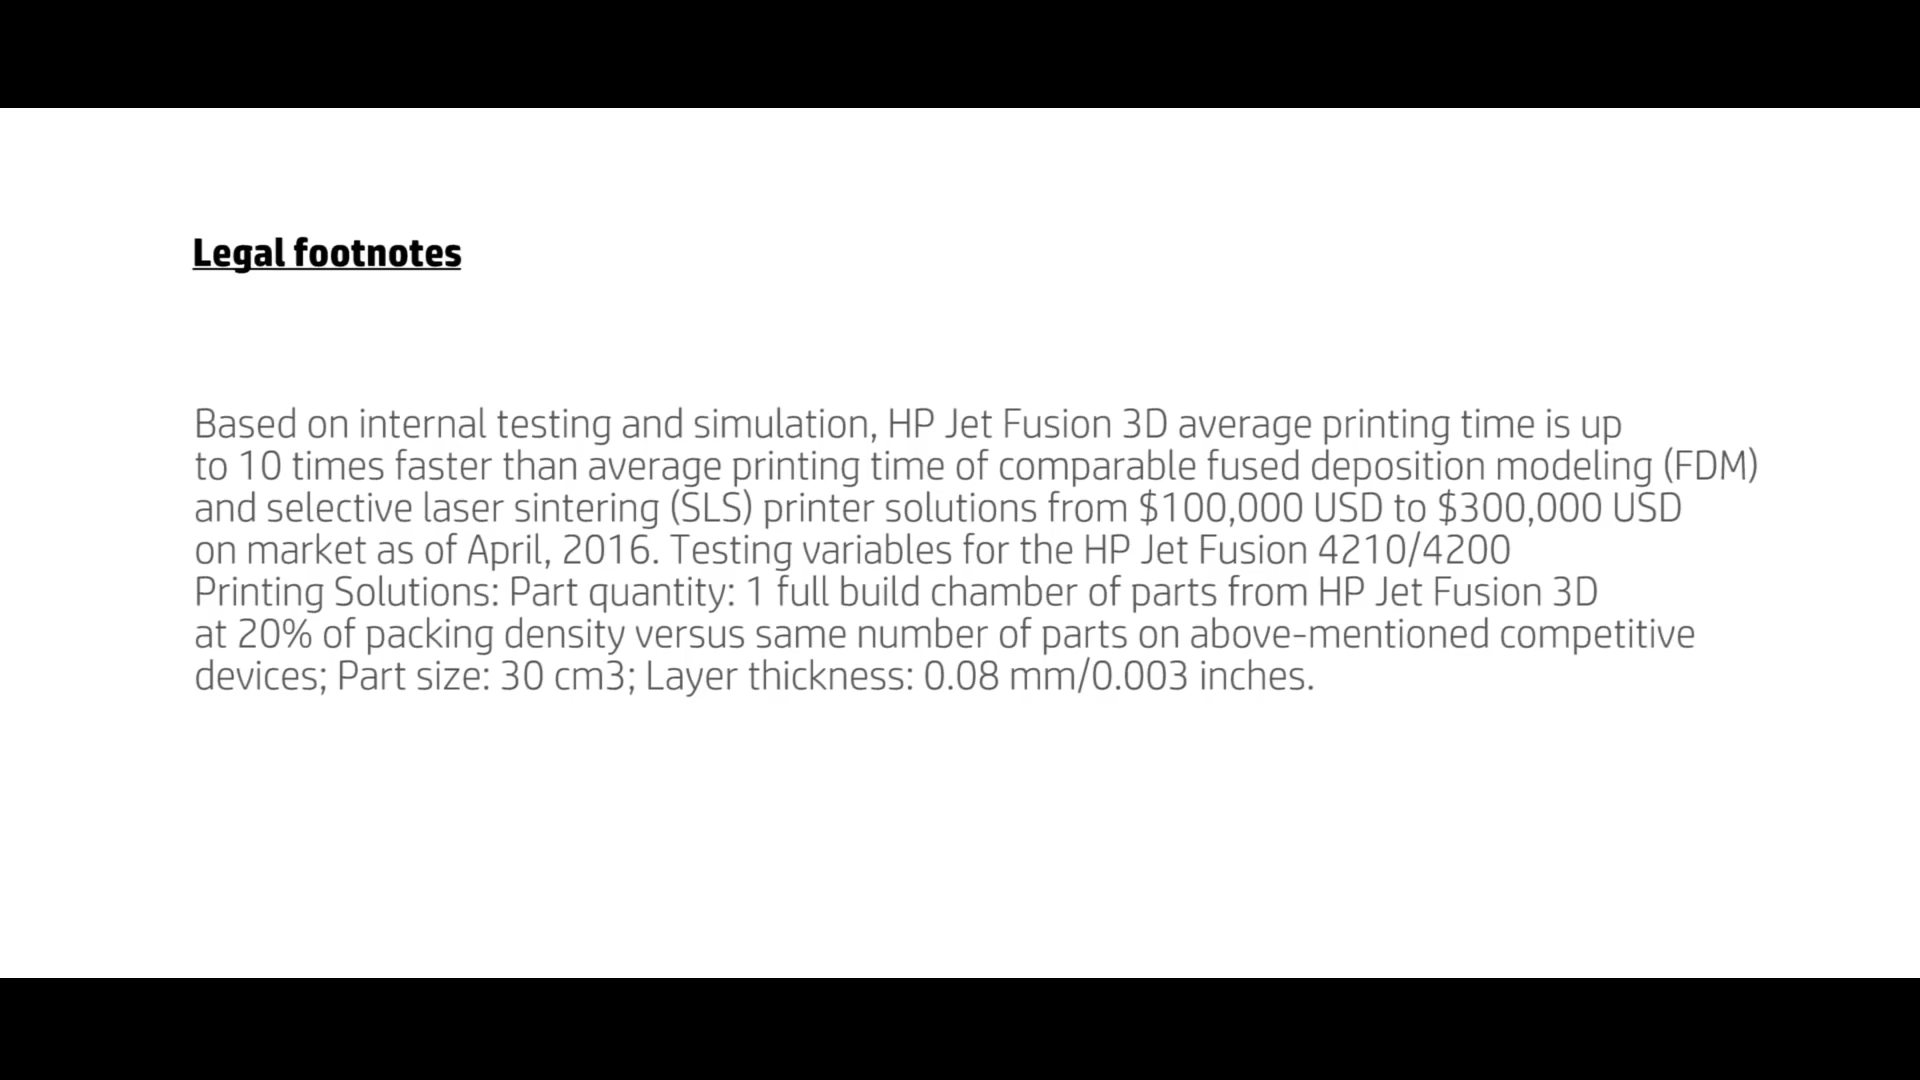 Legal footnotes
Based on internal testing and simulation, HP Jet Fusion 3D average printing time is up
to 10 times faster than average printing time of comparable fused deposition modeling (FDM)
and selective laser sintering (SLS) printer solutions from $100,000 USD to $300,000 USD
on market as of April, 2016. Testing variables for the HP Jet Fusion 4210/4200
Printing Solutions: Part quantity: 1 full build chamber of parts from HP Jet Fusion 3D
at 20% of packing density versus same number of parts on above-mentioned competitive
devices; Part size: 30 cm3; Layer thickness: 0.08 mm/0.003 inches.